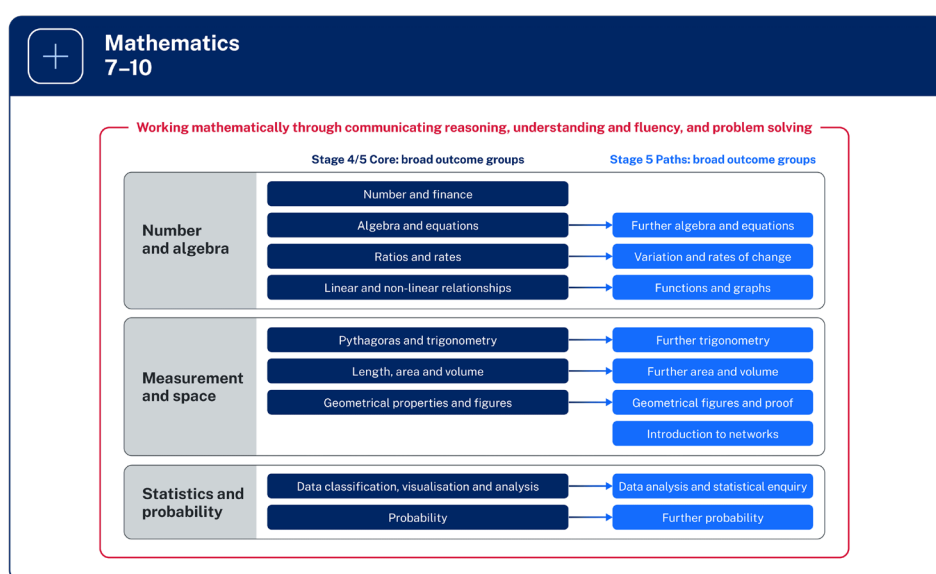 Mathematics
7–10
Working mathematically through communicating reasoning, understanding and fluency, and problem solving
Stage 4/5 Core: broad outcome groups
Stage 5 Paths: broad outcome groups
Number
and algebra
Number and finance
Algebra and equations
Further algebra and equations
Ratios and rates
Variation and rates of change
Linear and non-linear relationships
Functions and graphs
Measurement
and space
Pythagoras and trigonometry
Further trigonometry
Length, area and volume
Further area and volume
Geometrical properties and figures
Geometrical figures and proof
Introduction to networks
Statistics and
probability
Data classification, visualisation and analysis
Data analysis and statistical enquiry
Probability
Further probability